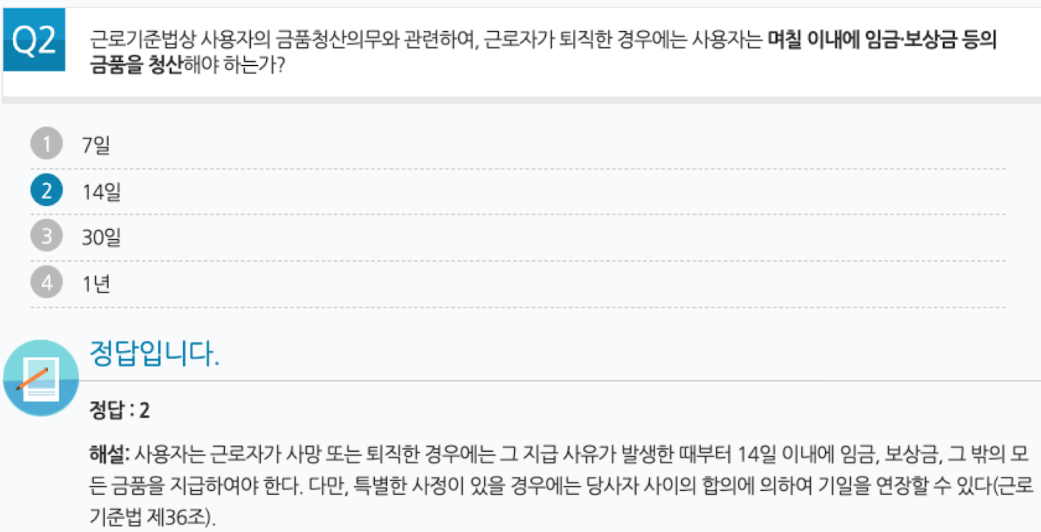 Q2
근로기준법상 사용자의 금품청산의무와 관련하여, 근로자가 퇴직한 경우에는 사용자는 며칠 이내에 임금·보상금 등의
금품을 청산해야 하는가?
1 7일
2 14일
3 30일
4 1년
정답입니다.
정답 : 2
해설: 사용자는 근로자가 사망 또는 퇴직한 경우에는 그 지급 사유가 발생한 때부터 14일 이내에 임금, 보상금, 그 밖의 모
든 금품을 지급하여야 한다. 다만, 특별한 사정이 있을 경우에는 당사자 사이의 합의에 의하여 기일을 연장할 수 있다(근로
기준법 제36조).